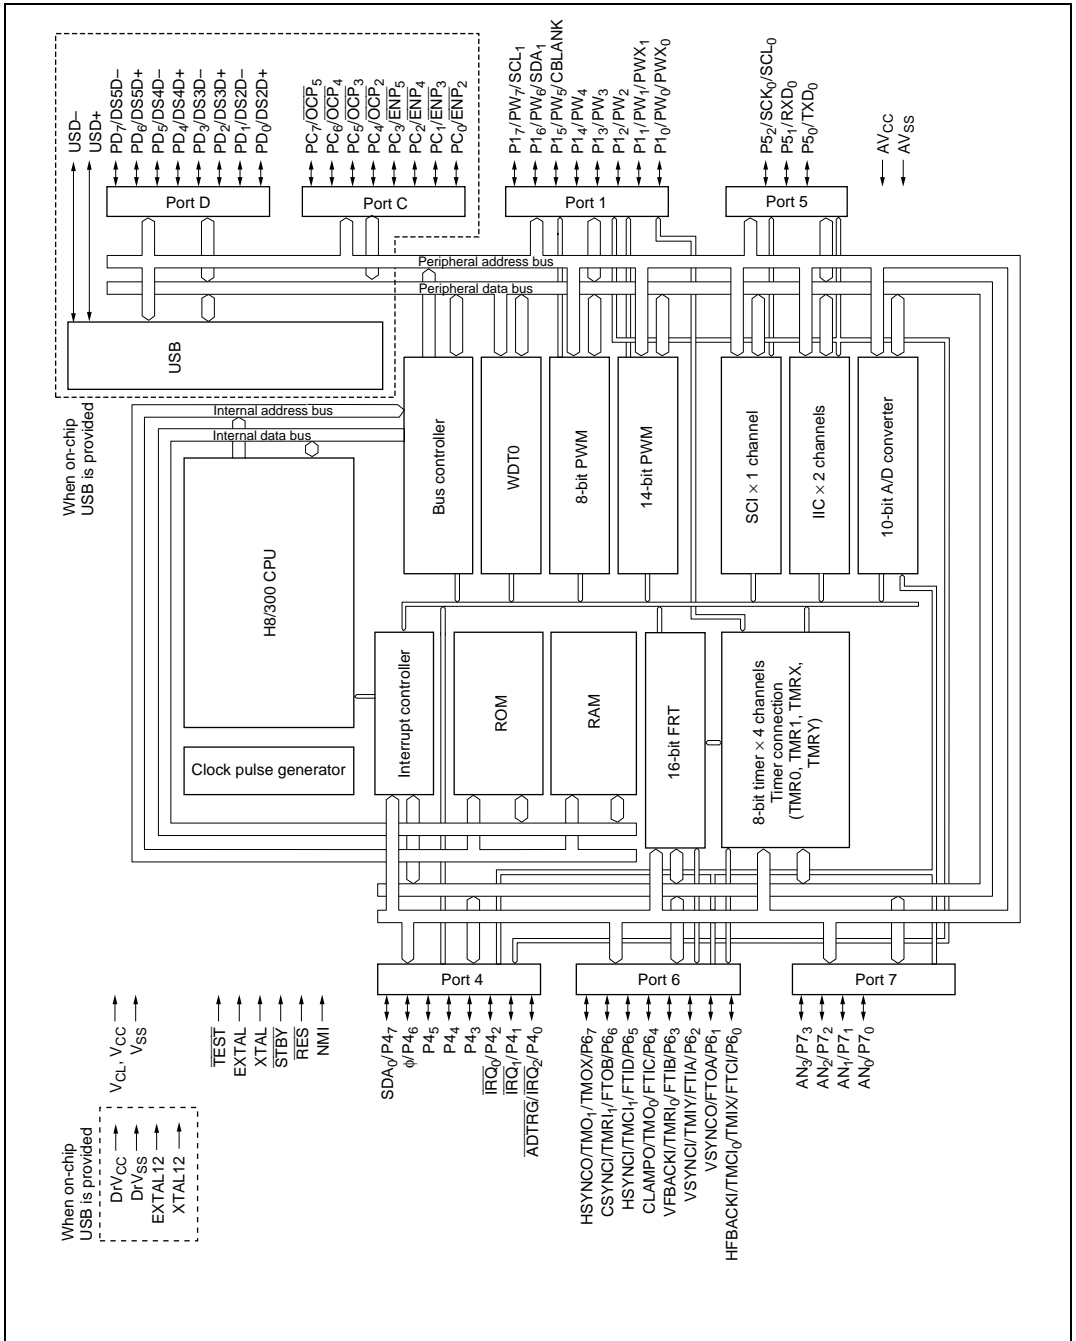 USD–
USD+
PD7/DS5D–
PD6/DS5D+
PD5/DS4D–
PD4/DS4D+
PD3/DS3D–
PD2/DS3D+
PD1/DS2D–
PD0/DS2D+
PC7/OCP5
PC6/OCP4
PC5/OCP3
PC4/OCP2
PC3/ENP5
PC2/ENP4
PC1/ENP3
PC0/ENP2
P17/PW7/SCL1
P16/PW6/SDA1
P15/PW5/CBLANK
P14/PW4
P13/PW3
P12/PW2
P11/PW1/PWX1
P10/PW0/PWX0
P52/SCK0/SCL0
P51/RXD0
P50/TXD0
AVCC
AVSS
Port D
Port C
Port 1
Port 5
Peripheral address bus
Peripheral data bus
USB
When on-chip
USB is provided
Internal address bus
Internal data bus
Bus controller
WDT0
8-bit PWM
14-bit PWM
SCI × 1 channel
IIC × 2 channels
10-bit A/D converter
H8/300 CPU
Clock pulse generator
Interrupt controller
ROM
RAM
16-bit FRT
8-bit timer × 4 channels
Timer connection
(TMR0, TMR1, TMRX,
TMRY)
Port 4
Port 6
Port 7
When on-chip
USB is provided
DrVCC
DrVSS
EXTAL12
XTAL12
VCL, VCC
VSS
TEST
EXTAL
XTAL
STBY
RES
NMI
SDA0/P47
ϕ/P46
P45
P44
P43
IRQ0/P42
IRQ1/P41
ADTRG/IRQ2/P40
HSYNCO/TMO1/TMOX/P67
CSYNCI/TMRI1/FTOB/P66
HSYNCI/TMCI1/FTID/P65
CLAMPO/TMO0/FTIC/P64
VFBACKI/TMRI0/FTIB/P63
VSYNCI/TMIY/FTIA/P62
VSYNCO/FTOA/P61
HFBACKI/TMCI0/TMIX/FTCI/P60
AN3/P73
AN2/P72
AN1/P71
AN0/P70